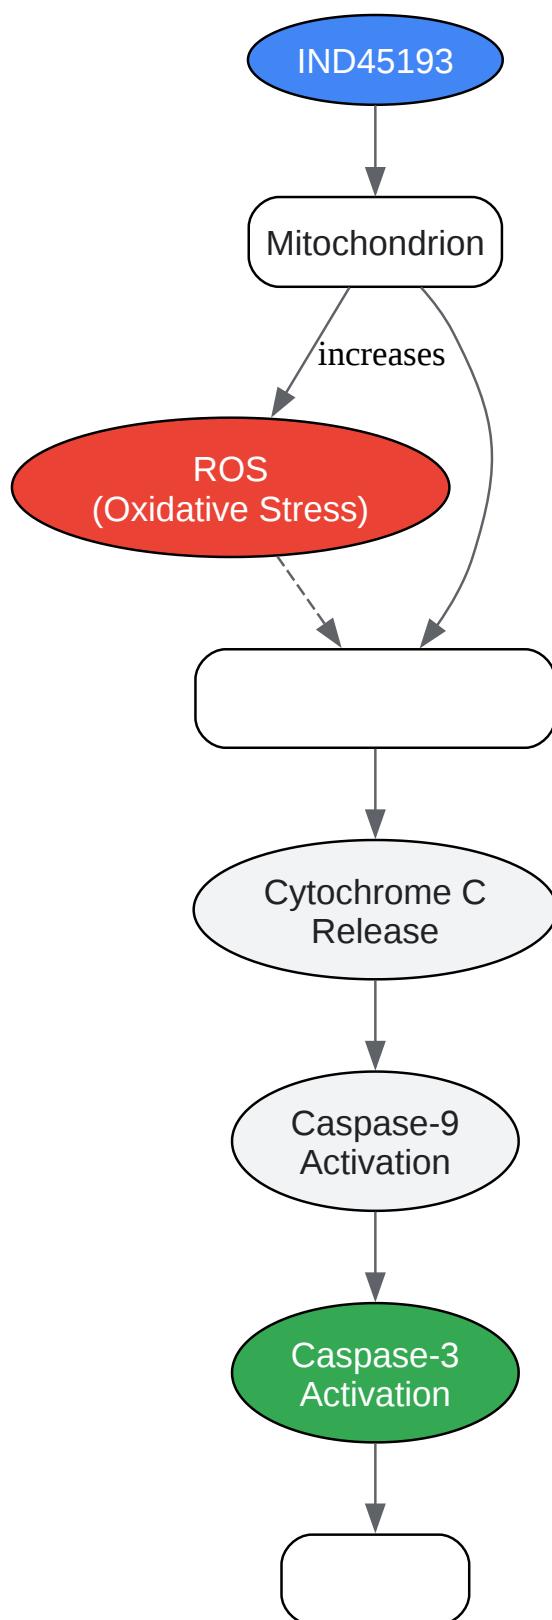 IND45193
Mitochondrion
increases
ROS
(Oxidative Stress)
Cytochrome C
Release
Caspase-9
Activation
Caspase-3
Activation